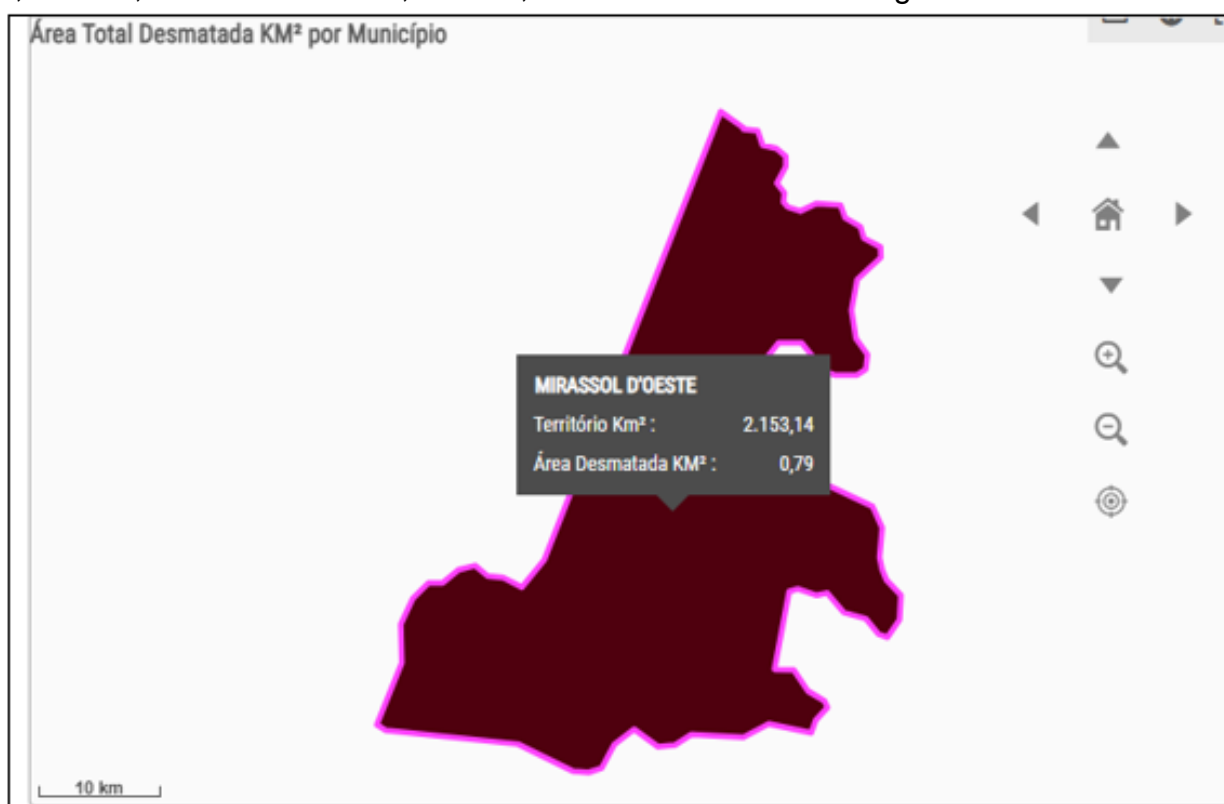 Área Total Desmatada KM² por Município
MIRASSOL D'OESTE
Território Km² : 2.153,14
Área Desmatada KM² : 0,79
10 km